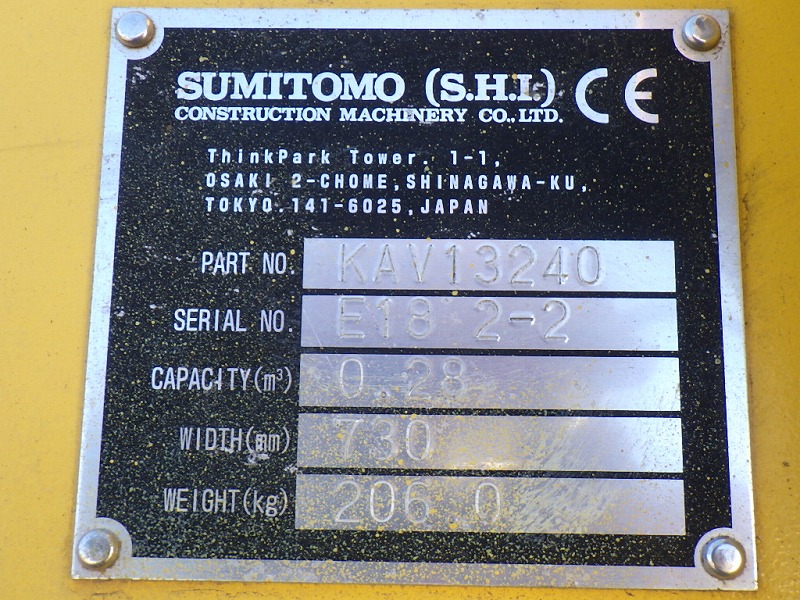 SUMITOMO (S.H.I.) CE
CONSTRUCTION MACHINERY CO.,LTD.
ThinkPark Tower. 1-1,
OSAKI 2-CHOME,SHINAGAWA-KU,
TOKYO.141-6025,JAPAN
PART NO. KAV13240
SERIAL NO. E18 2-2
CAPACITY(m³) 0.28
WIDTH(mm) 730
WEIGHT(kg) 206.0